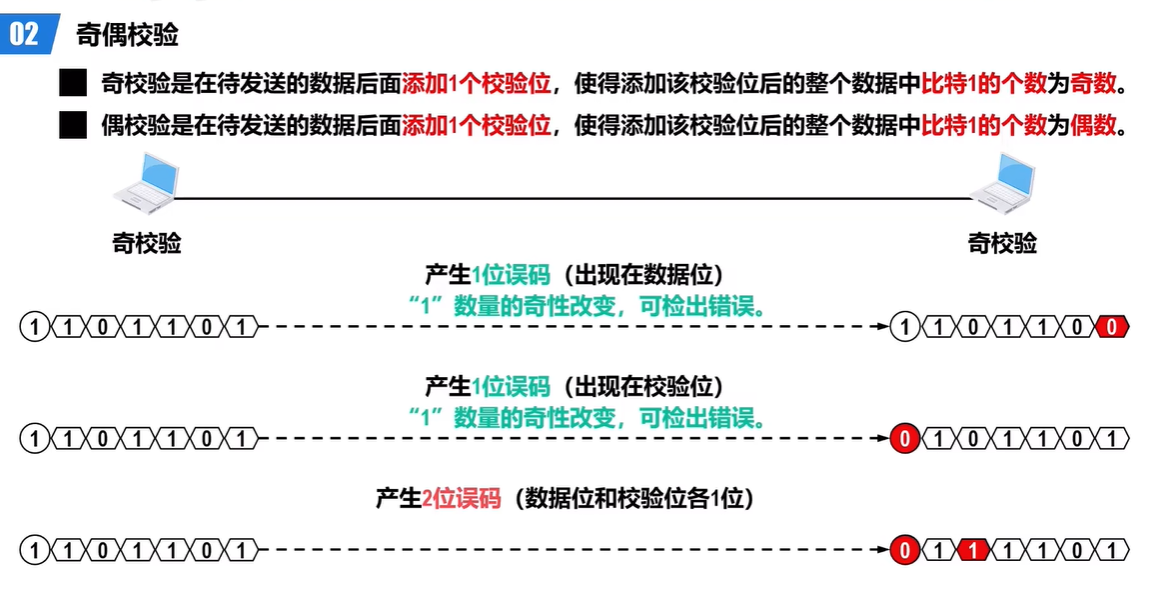 02 奇偶校验
奇校验是在待发送的数据后面添加1个校验位，使得添加该校验位后的整个数据中比特1的个数为奇数。
偶校验是在待发送的数据后面添加1个校验位，使得添加该校验位后的整个数据中比特1的个数为偶数。
奇校验 奇校验
产生1位误码（出现在数据位）
“1”数量的奇性改变，可检出错误。
1 1 0 1 1 0 1 1 1 0 1 1 0 0
产生1位误码（出现在校验位）
“1”数量的奇性改变，可检出错误。
1 1 0 1 1 0 1 0 1 0 1 1 0 1
产生2位误码（数据位和校验位各1位）
1 1 0 1 1 0 1 0 1 1 1 1 0 1